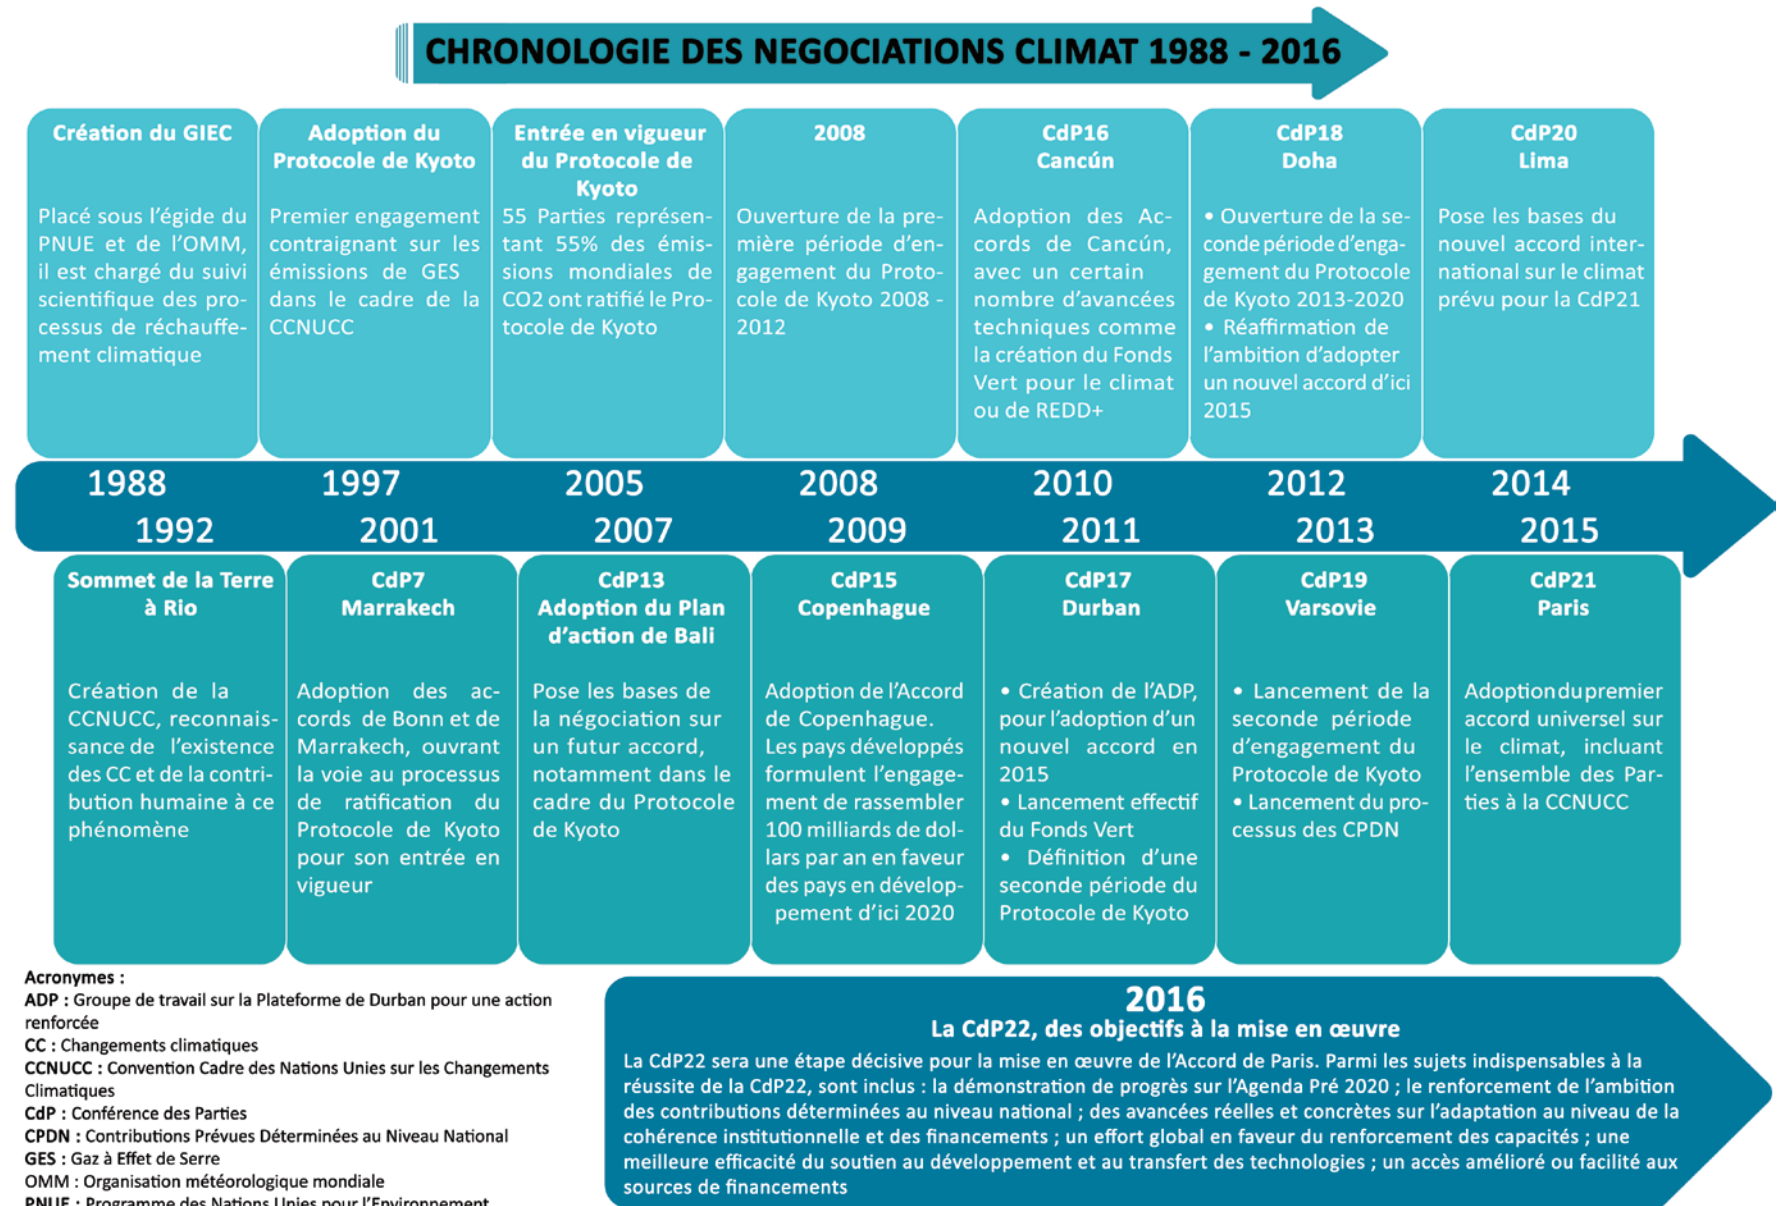 CHRONOLOGIE DES NEGOCIATIONS CLIMAT 1988 - 2016
Création du GIEC
Placé sous l'égide du
PNUE et de l'OMM,
il est chargé du suivi
scientifique des pro-
cessus de réchauffe-
ment climatique
Adoption du
Protocole de Kyoto
Premier engagement
contraignant sur les
émissions de GES
dans le cadre de la
CCNUCC
Entrée en vigueur
du Protocole de
Kyoto
55 Parties représen-
tant 55% des émis-
sions mondiales de
CO2 ont ratifié le Pro-
tocole de Kyoto
2008
Ouverture de la pre-
mière période d'en-
gagement du Proto-
cole de Kyoto 2008 -
2012
CdP16
Cancún
Adoption des Ac-
cords de Cancún,
avec un certain
nombre d'avancées
techniques comme
la création du Fonds
Vert pour le climat
ou de REDD+
CdP18
Doha
• Ouverture de la se-
conde période d'enga-
gement du Protocole
de Kyoto 2013-2020
• Réaffirmation de
l'ambition d'adopter
un nouvel accord d'ici
2015
CdP20
Lima
Pose les bases du
nouvel accord inter-
national sur le climat
prévu pour la CdP21
1988 1997 2005 2008 2010 2012 2014
1992 2001 2007 2009 2011 2013 2015
Sommet de la Terre
à Rio
Création de la
CCNUCC, reconnais-
sance de l'existence
des CC et de la contri-
bution humaine à ce
phénomène
CdP7
Marrakech
Adoption des ac-
cords de Bonn et de
Marrakech, ouvrant
la voie au processus
de ratification du
Protocole de Kyoto
pour son entrée en
vigueur
CdP13
Adoption du Plan
d'action de Bali
Pose les bases de
la négociation sur
un futur accord,
notamment dans le
cadre du Protocole
de Kyoto
CdP15
Copenhague
Adoption de l'Accord
de Copenhague.
Les pays développés
formulent l'engage-
ment de rassembler
100 milliards de dol-
lars par an en faveur
des pays en dévelop-
pement d'ici 2020
CdP17
Durban
• Création de l'ADP,
pour l'adoption d'un
nouvel accord en
2015
• Lancement effectif
du Fonds Vert
• Définition d'une
seconde période du
Protocole de Kyoto
CdP19
Varsovie
• Lancement de la
seconde période
d'engagement du
Protocole de Kyoto
• Lancement du pro-
cessus des CPDN
CdP21
Paris
Adoption du premier
accord universel sur
le climat, incluant
l'ensemble des Par-
ties à la CCNUCC
Acronymes :
ADP : Groupe de travail sur la Plateforme de Durban pour une action
renforcée
CC : Changements climatiques
CCNUCC : Convention Cadre des Nations Unies sur les Changements
Climatiques
CdP : Conférence des Parties
CPDN : Contributions Prévues Déterminées au Niveau National
GES : Gaz à Effet de Serre
OMM : Organisation météorologique mondiale
PNUE : Programme des Nations Unies pour l'Environnement
2016
La CdP22, des objectifs à la mise en œuvre
La CdP22 sera une étape décisive pour la mise en œuvre de l'Accord de Paris. Parmi les sujets indispensables à la
réussite de la CdP22, sont inclus : la démonstration de progrès sur l'Agenda Pré 2020 ; le renforcement de l'ambition
des contributions déterminées au niveau national ; des avancées réelles et concrètes sur l'adaptation au niveau de la
cohérence institutionnelle et des financements ; un effort global en faveur du renforcement des capacités ; une
meilleure efficacité du soutien au développement et au transfert des technologies ; un accès amélioré ou facilité aux
sources de financements